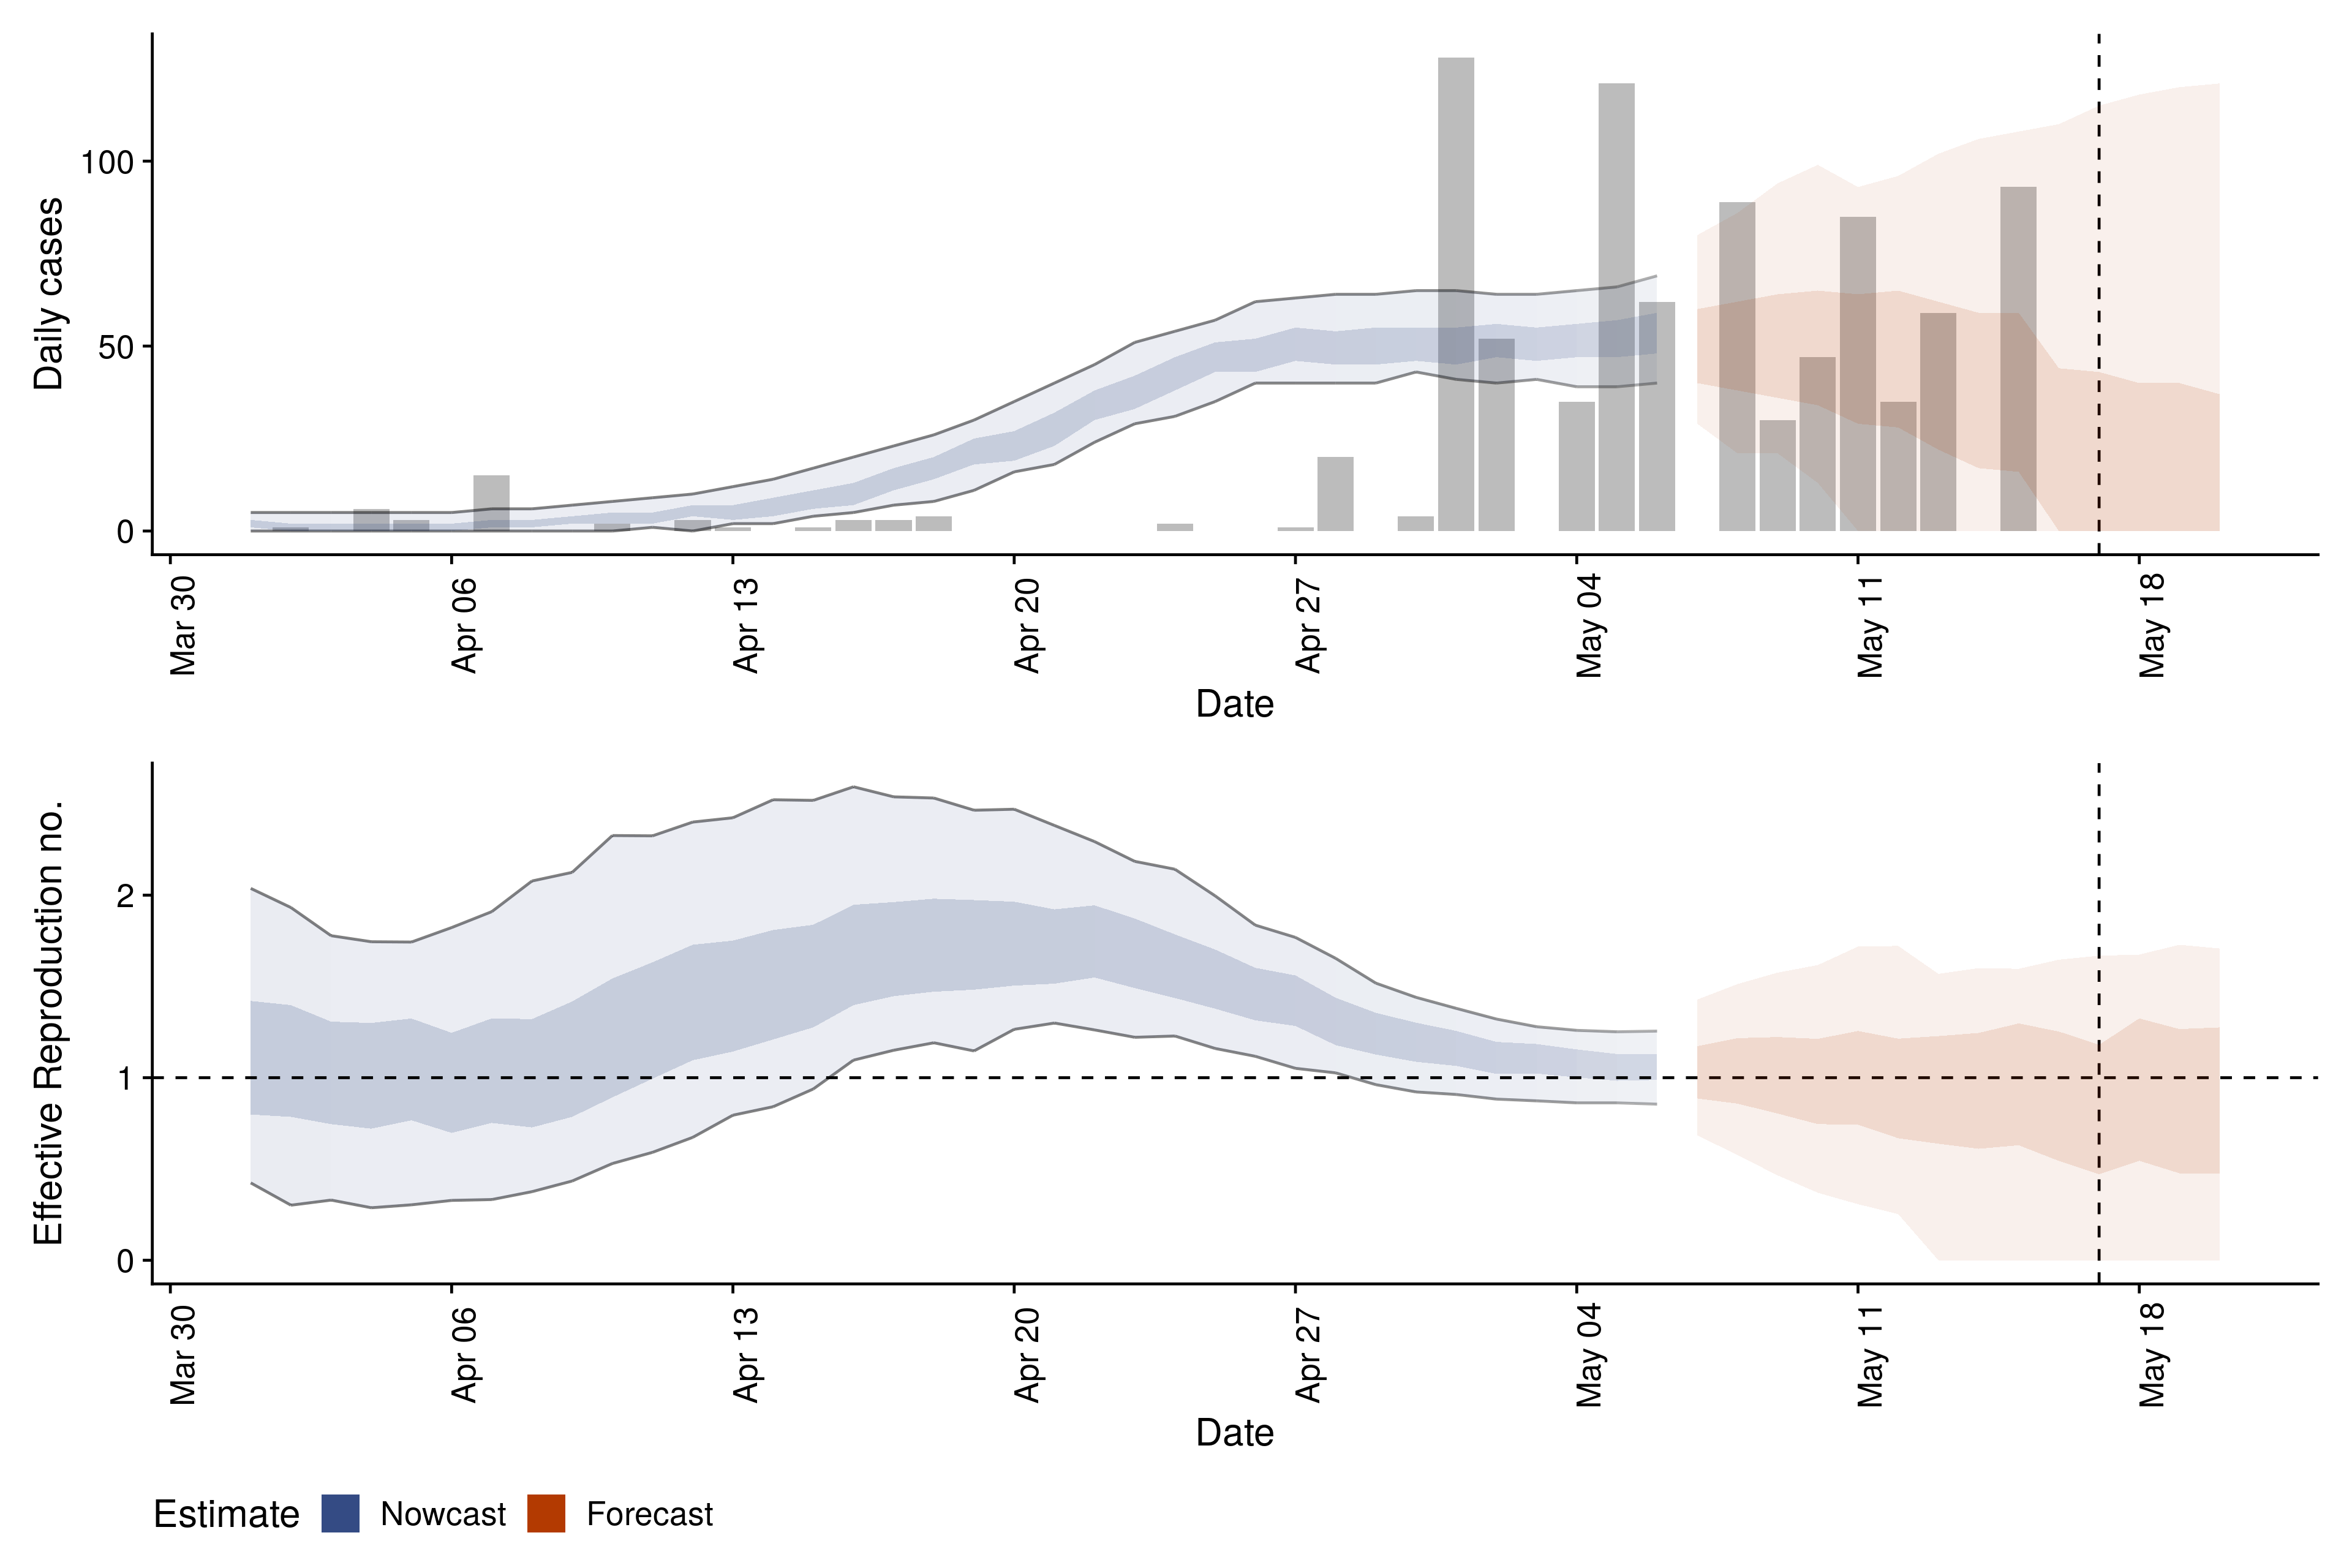 Daily cases
100
50
0
Mar 30
Apr 06
Apr 13
Apr 20
Apr 27
May 04
May 11
May 18
Date
Effective Reproduction no.
2
1
0
Mar 30
Apr 06
Apr 13
Apr 20
Apr 27
May 04
May 11
May 18
Date
Estimate Nowcast Forecast